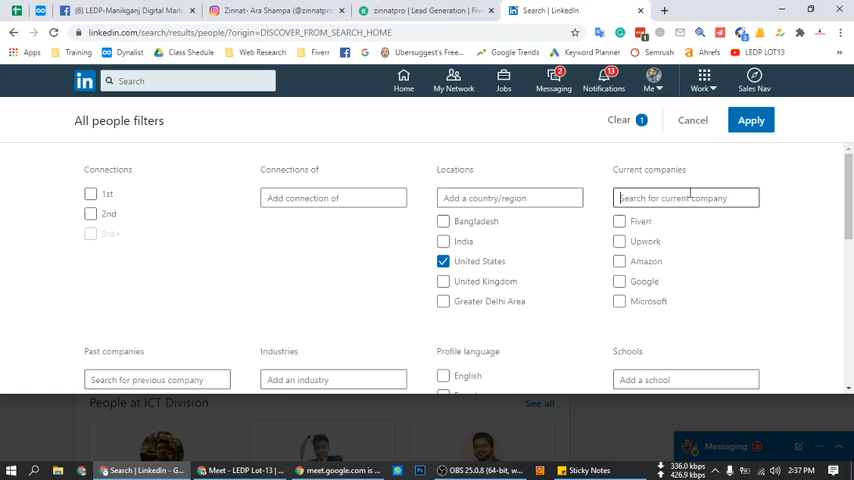 (6) LEDP-Manikganj Digital Mark
Zinnat- Ara Shampa (@zinnatpr
zinnatpro | Lead Generation | Five
Search | LinkedIn
linkedin.com/search/results/people/?origin=DISCOVER_FROM_SEARCH_HOME
Apps
Training
Dynalist
Class Shedule
Web Research
Fiverr
Ubersuggest's Free...
Google Trends
Keyword Planner
Semrush
Ahrefs
LEDP LOT13
in
Search
Home
My Network
Jobs
2
Messaging
13
Notifications
Me
Work
Sales Nav
All people filters
Clear 1
Cancel
Apply
Connections
Connections of
Locations
Current companies
1st
Add connection of
Add a country/region
Search for current company
2nd
Bangladesh
Fiverr
3rd+
India
Upwork
United States
Amazon
United Kingdom
Google
Greater Delhi Area
Microsoft
Past companies
Industries
Profile language
Schools
Search for previous company
Add an industry
English
Add a school
People at ICT Division
See all
Messaging 2
Search | LinkedIn - G...
Meet - LEDP Lot-13 | ...
meet.google.com is ...
OBS 25.0.8 (64-bit, w...
Sticky Notes
336.0 kbps
426.9 kbps
2:37 PM